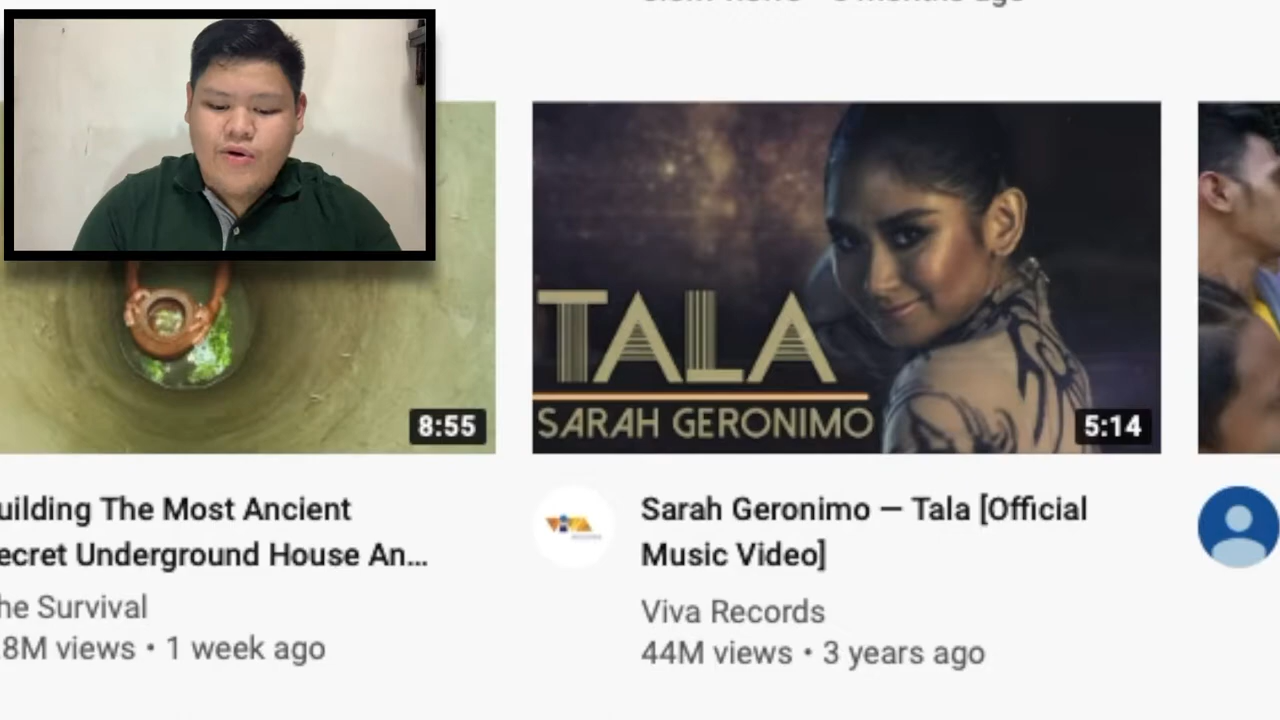 TALA
SARAH GERONIMO
8:55
5:14
uilding The Most Ancient
ecret Underground House An...
he Survival
8M views • 1 week ago
VIVA
Sarah Geronimo — Tala [Official
Music Video]
Viva Records
44M views • 3 years ago